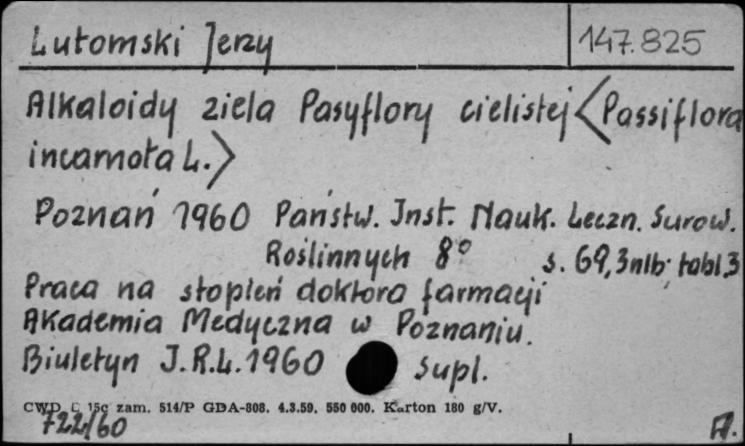 Lutomski Jerzy 147.825
Alkaloidy ziela Pasyflory cielistej <Passiflora
incarnata L.>
Poznań 1960 Państw. Inst. Nauk. Leczn. Surow.
Roślinnych 8° s. 69,3nlb; tabl.3
Praca na stopień doktora farmacji
Akademia Medyczna w Poznaniu.
Biuletyn J.R.L. 1960 Supl.
CWD. 15c zam. 514/P GDA-808. 4.3.59. 550 000. Karton 180 g/V.
722/60